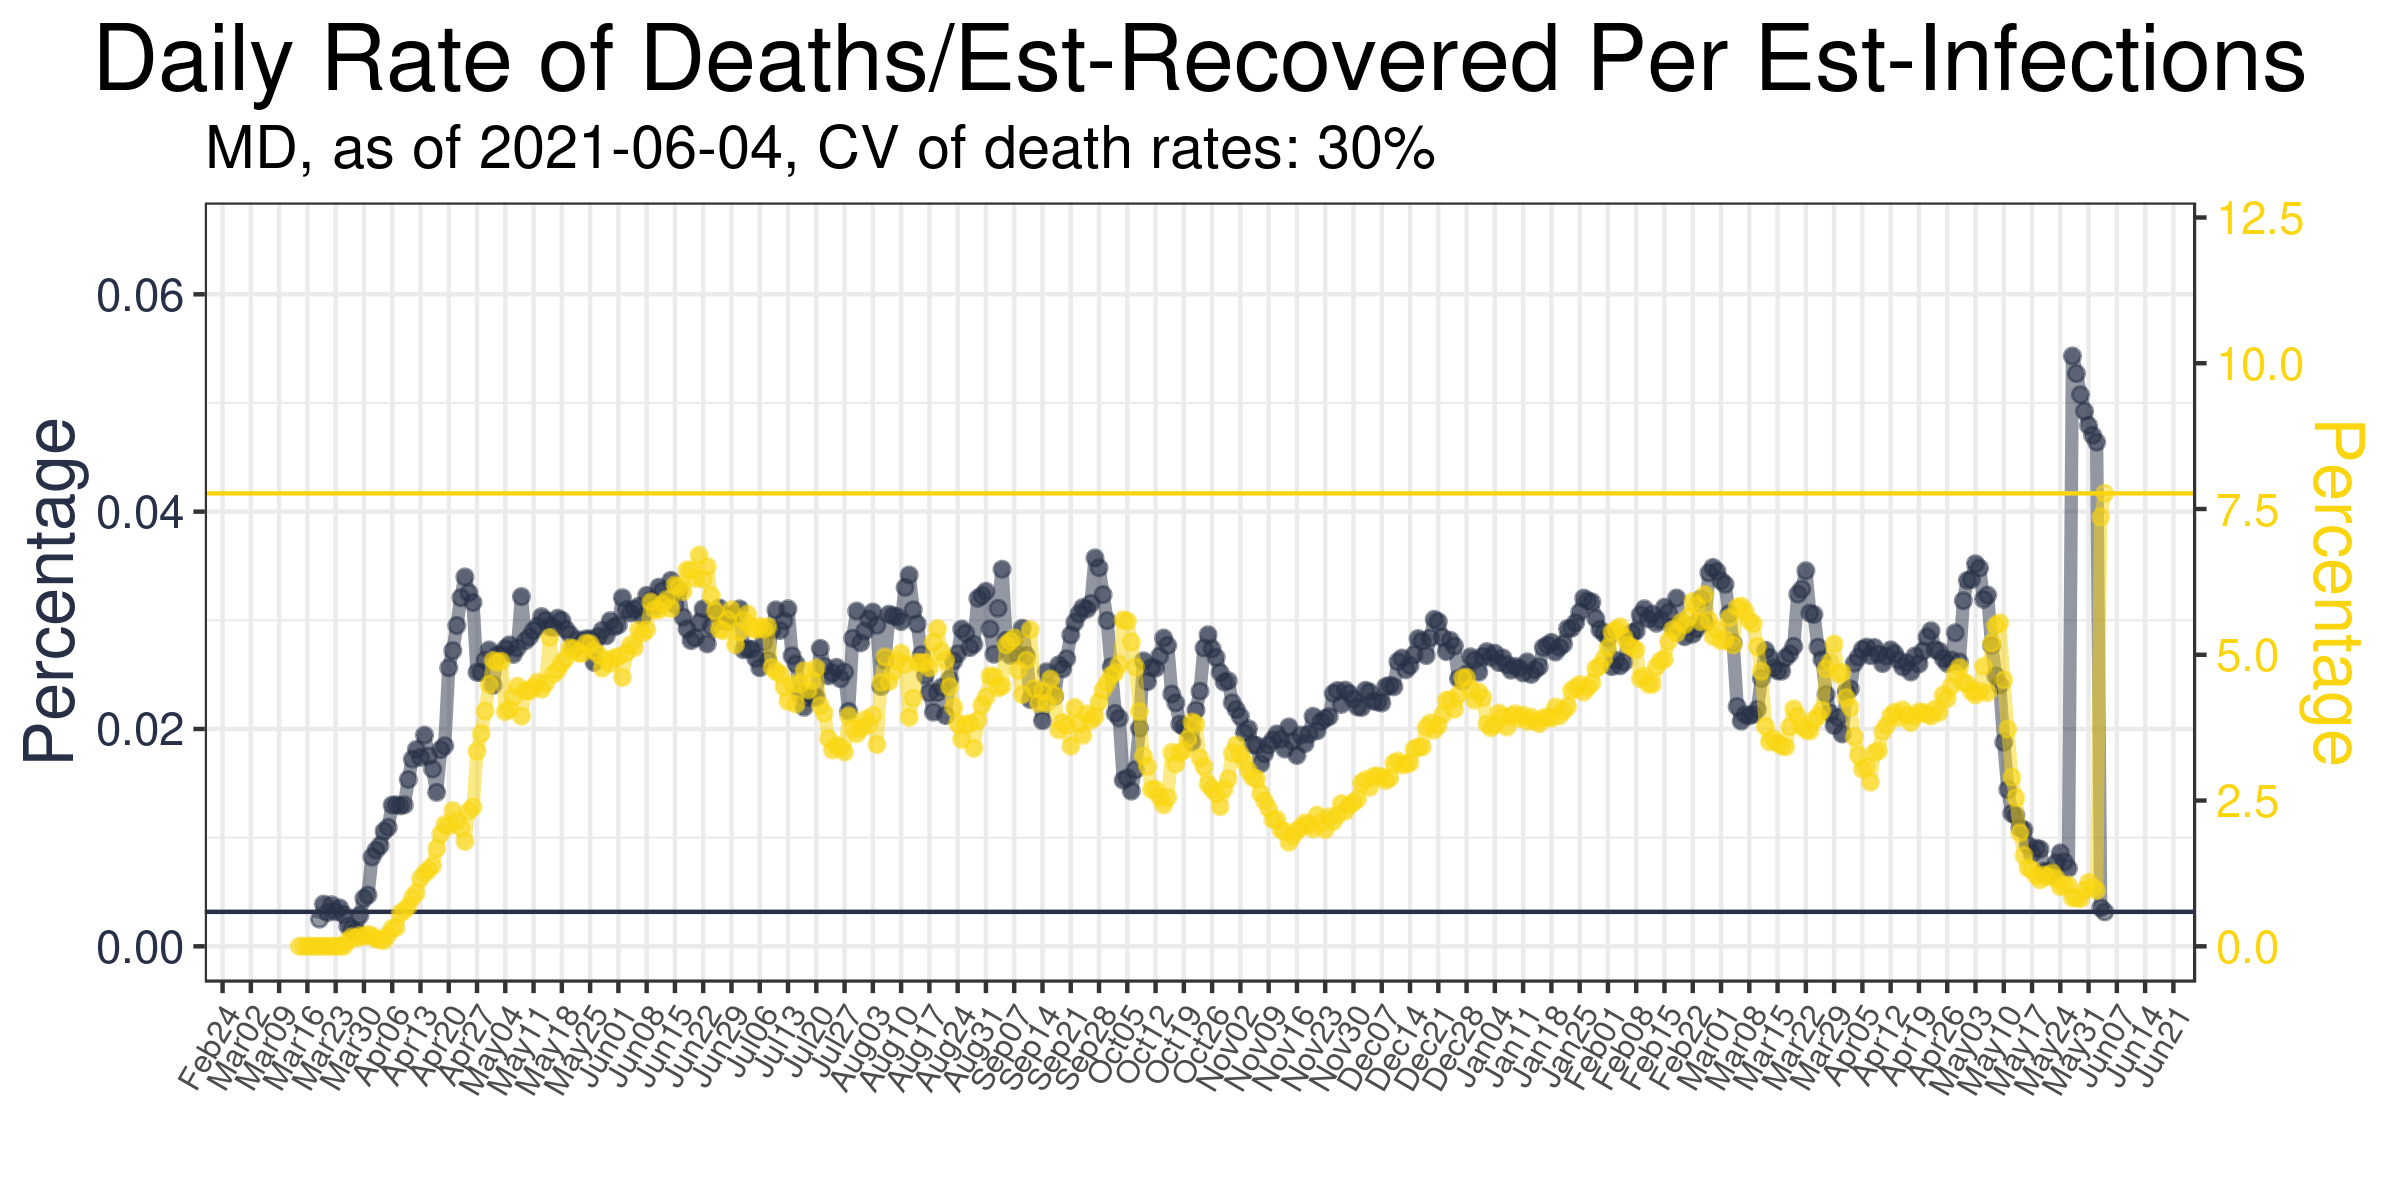 Daily Rate of Deaths/Est-Recovered Per Est-Infections
MD, as of 2021-06-04, CV of death rates: 30%
Percentage
0.06
0.04
0.02
0.00
12.5
10.0
7.5
5.0
2.5
0.0
Percentage
Feb24
Mar02
Mar09
Mar16
Mar23
Mar30
Apr06
Apr13
Apr20
Apr27
May04
May11
May18
May25
Jun01
Jun08
Jun15
Jun22
Jun29
Jul06
Jul13
Jul20
Jul27
Aug03
Aug10
Aug17
Aug24
Aug31
Sep07
Sep14
Sep21
Sep28
Oct05
Oct12
Oct19
Oct26
Nov02
Nov09
Nov16
Nov23
Nov30
Dec07
Dec14
Dec21
Dec28
Jan04
Jan11
Jan18
Jan25
Feb01
Feb08
Feb15
Feb22
Mar01
Mar08
Mar15
Mar22
Mar29
Apr05
Apr12
Apr19
Apr26
May03
May10
May17
May24
May31
Jun07
Jun14
Jun21